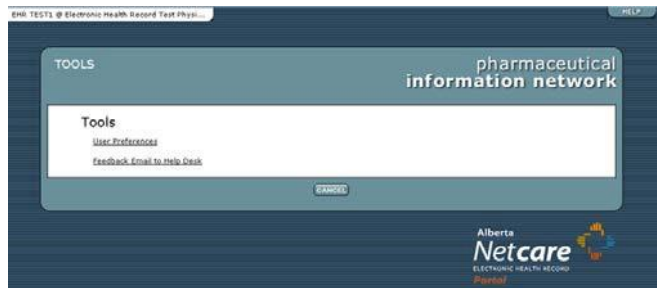 EHR TEST1 @ Electronic Health Record Test Physi...
HELP
TOOLS
pharmaceutical
information network
Tools
User Preferences
Feedback Email to Help Desk
CANCEL
Alberta
Netcare
ELECTRONIC HEALTH RECORD
Portal